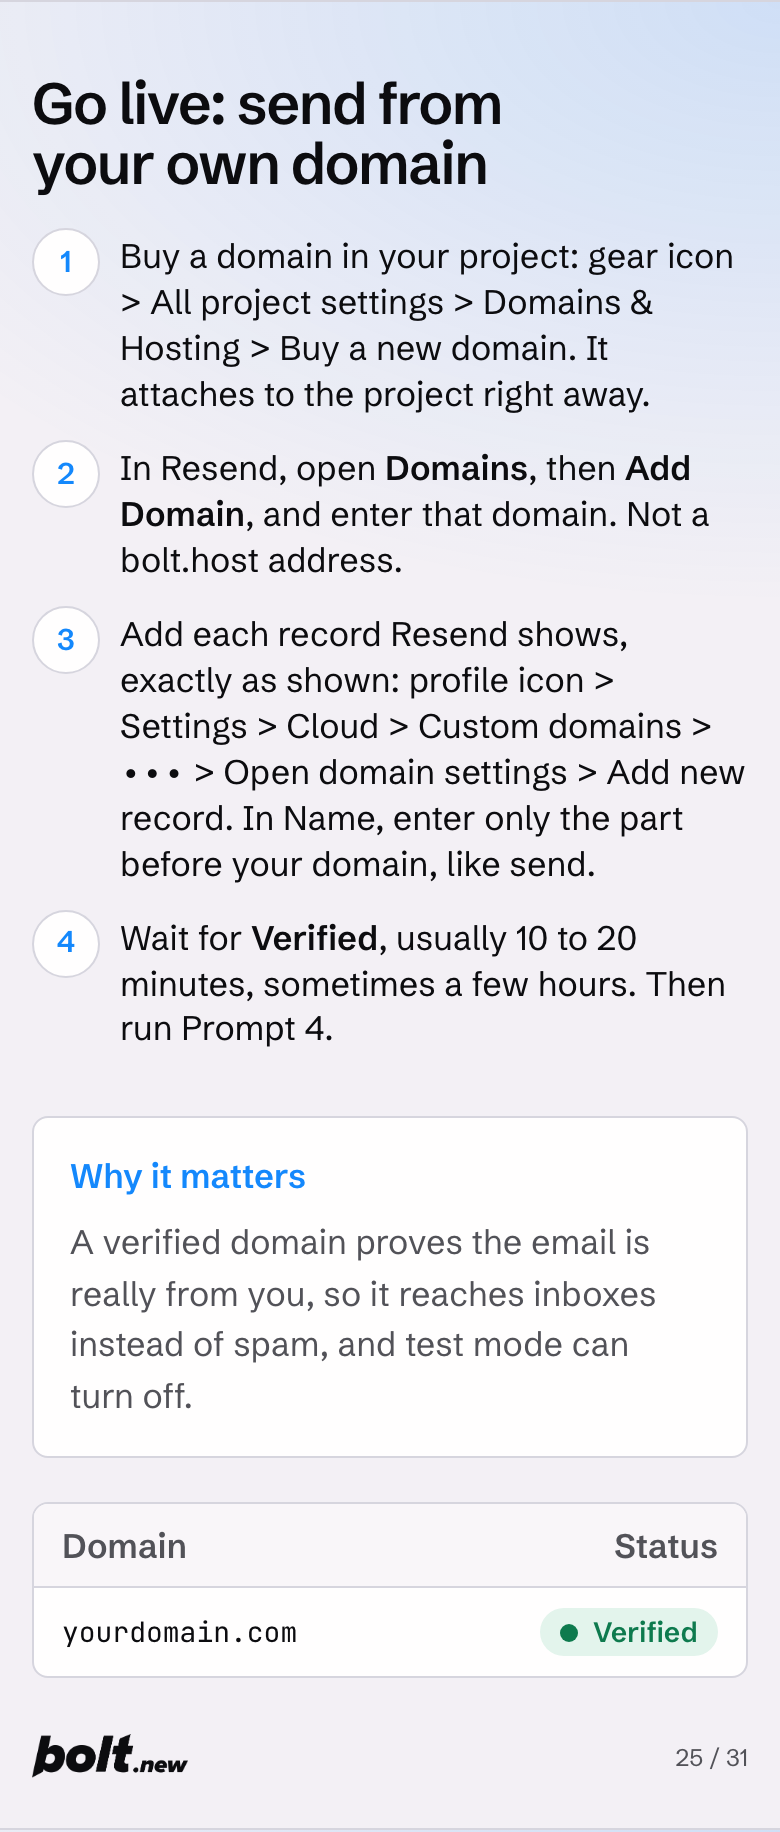 Go live: send from
your own domain
1
Buy a domain in your project: gear icon
> All project settings > Domains &
Hosting > Buy a new domain. It
attaches to the project right away.
2
In Resend, open Domains, then Add
Domain, and enter that domain. Not a
bolt.host address.
3
Add each record Resend shows,
exactly as shown: profile icon >
Settings > Cloud > Custom domains >
••• > Open domain settings > Add new
record. In Name, enter only the part
before your domain, like send.
4
Wait for Verified, usually 10 to 20
minutes, sometimes a few hours. Then
run Prompt 4.
Why it matters
A verified domain proves the email is
really from you, so it reaches inboxes
instead of spam, and test mode can
turn off.
Domain Status
yourdomain.com Verified
bolt.new 25 / 31